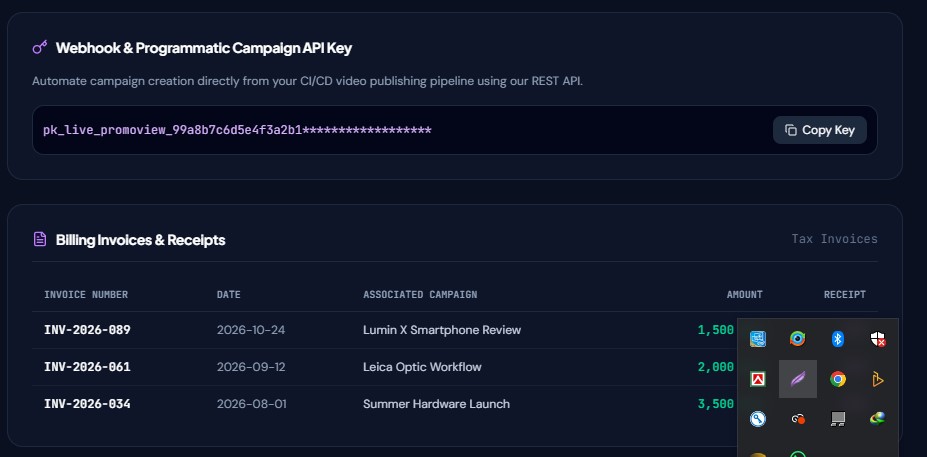 Webhook & Programmatic Campaign API Key
Automate campaign creation directly from your CI/CD video publishing pipeline using our REST API.
pk_live_promoview_99a8b7c6d5e4f3a2b1******************
Copy Key
Billing Invoices & Receipts
Tax Invoices
INVOICE NUMBER DATE ASSOCIATED CAMPAIGN AMOUNT RECEIPT
INV-2026-089 2026-10-24 Lumin X Smartphone Review 1,500
INV-2026-061 2026-09-12 Leica Optic Workflow 2,000
INV-2026-034 2026-08-01 Summer Hardware Launch 3,500